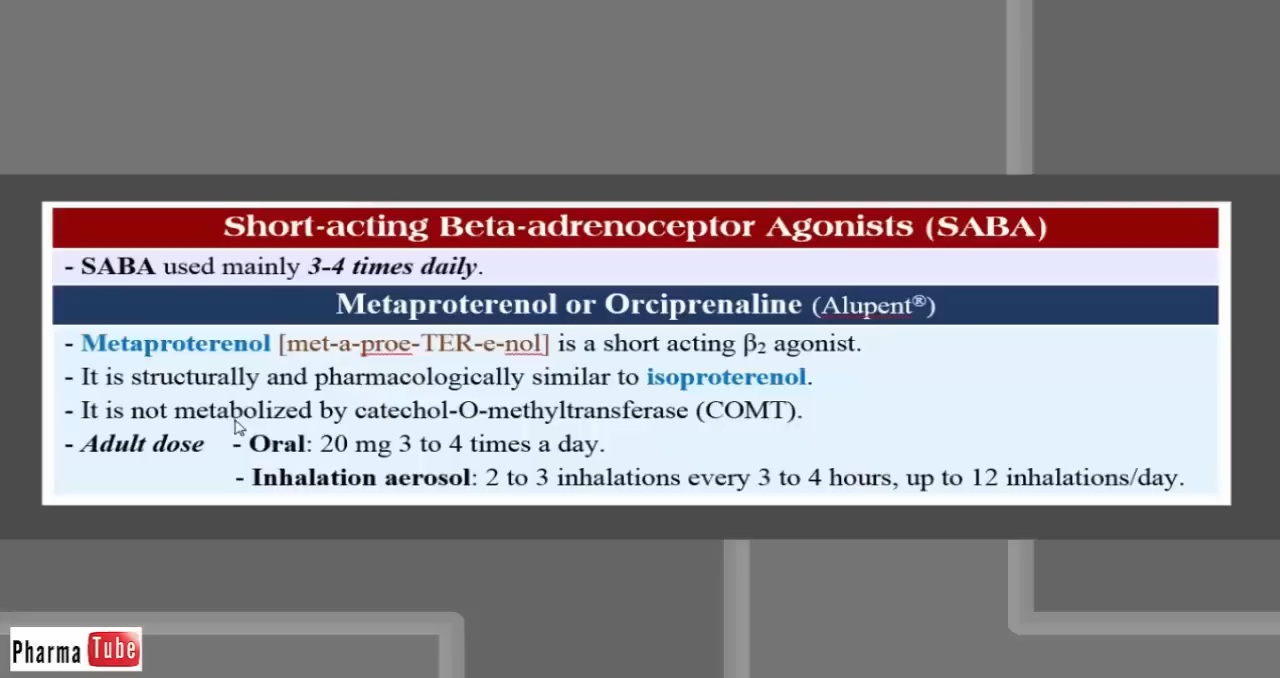 Short-acting Beta-adrenoceptor Agonists (SABA)
- SABA used mainly 3-4 times daily.
Metaproterenol or Orciprenaline (Alupent®)
- Metaproterenol [met-a-proe-TER-e-nol] is a short acting β₂ agonist.
- It is structurally and pharmacologically similar to isoproterenol.
- It is not metabolized by catechol-O-methyltransferase (COMT).
- Adult dose - Oral: 20 mg 3 to 4 times a day.
- Inhalation aerosol: 2 to 3 inhalations every 3 to 4 hours, up to 12 inhalations/day.
Pharma Tube